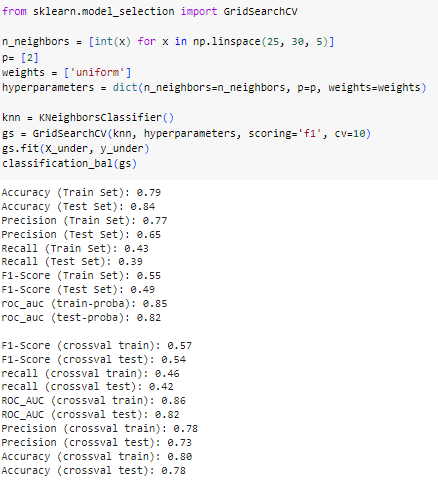 from sklearn.model_selection import GridSearchCV
n_neighbors = [int(x) for x in np.linspace(25, 30, 5)]
p= [2]
weights = ['uniform']
hyperparameters = dict(n_neighbors=n_neighbors, p=p, weights=weights)
knn = KNeighborsClassifier()
gs = GridSearchCV(knn, hyperparameters, scoring='f1', cv=10)
gs.fit(X_under, y_under)
classification_bal(gs)
Accuracy (Train Set): 0.79
Accuracy (Test Set): 0.84
Precision (Train Set): 0.77
Precision (Test Set): 0.65
Recall (Train Set): 0.43
Recall (Test Set): 0.39
F1-Score (Train Set): 0.55
F1-Score (Test Set): 0.49
roc_auc (train-proba): 0.85
roc_auc (test-proba): 0.82
F1-Score (crossval train): 0.57
F1-Score (crossval test): 0.54
recall (crossval train): 0.46
recall (crossval test): 0.42
ROC_AUC (crossval train): 0.86
ROC_AUC (crossval test): 0.82
Precision (crossval train): 0.78
Precision (crossval test): 0.73
Accuracy (crossval train): 0.80
Accuracy (crossval test): 0.78